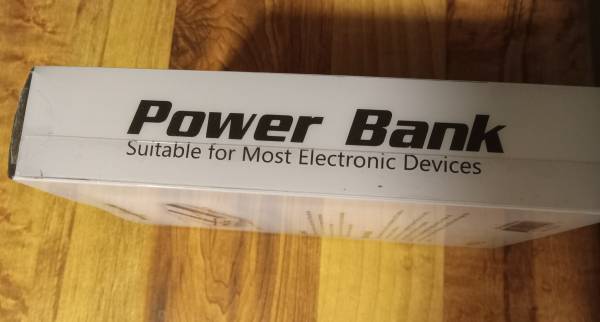 Power Bank
Suitable for Most Electronic Devices